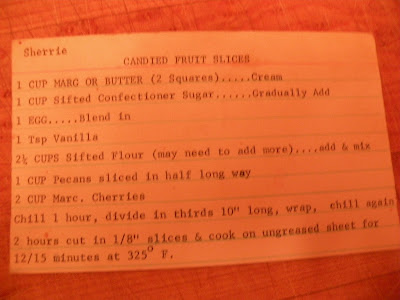 Sherrie
CANDIED FRUIT SLICES
1 CUP MARG OR BUTTER (2 Squares).....Cream
1 CUP Sifted Confectioner Sugar......Gradually Add
1 EGG.....Blend in
1 Tsp Vanilla
2¼ CUPS Sifted Flour (may need to add more)....add & mix
1 CUP Pecans sliced in half long way
2 CUP Marc. Cherries
Chill 1 hour, divide in thirds 10" long, wrap, chill again
2 hours cut in 1/8" slices & cook on ungreased sheet for
12/15 minutes at 325° F.